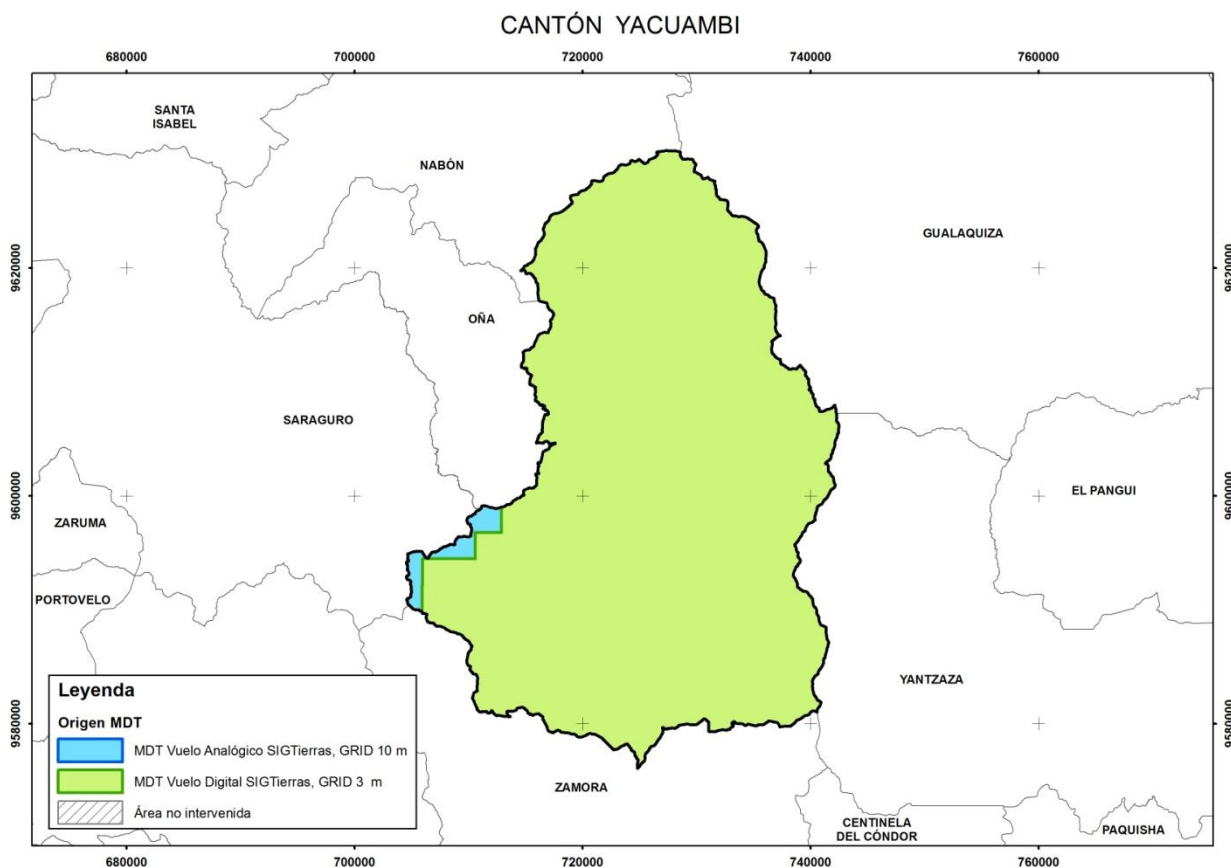 CANTÓN YACUAMBI
680000 700000 720000 740000 760000
SANTA
ISABEL
NABÓN
GUALAQUIZA
9620000 9620000
OÑA
SARAGURO
9600000 9600000
EL PANGUI
ZARUMA
PORTOVELO
YANTZAZA
Leyenda
Origen MDT
9580000 9580000
MDT Vuelo Analógico SIGTierras, GRID 10 m
MDT Vuelo Digital SIGTierras, GRID 3 m
ZAMORA
Área no intervenida
CENTINELA
DEL CÓNDOR
PAQUISHA
680000 700000 720000 740000 760000